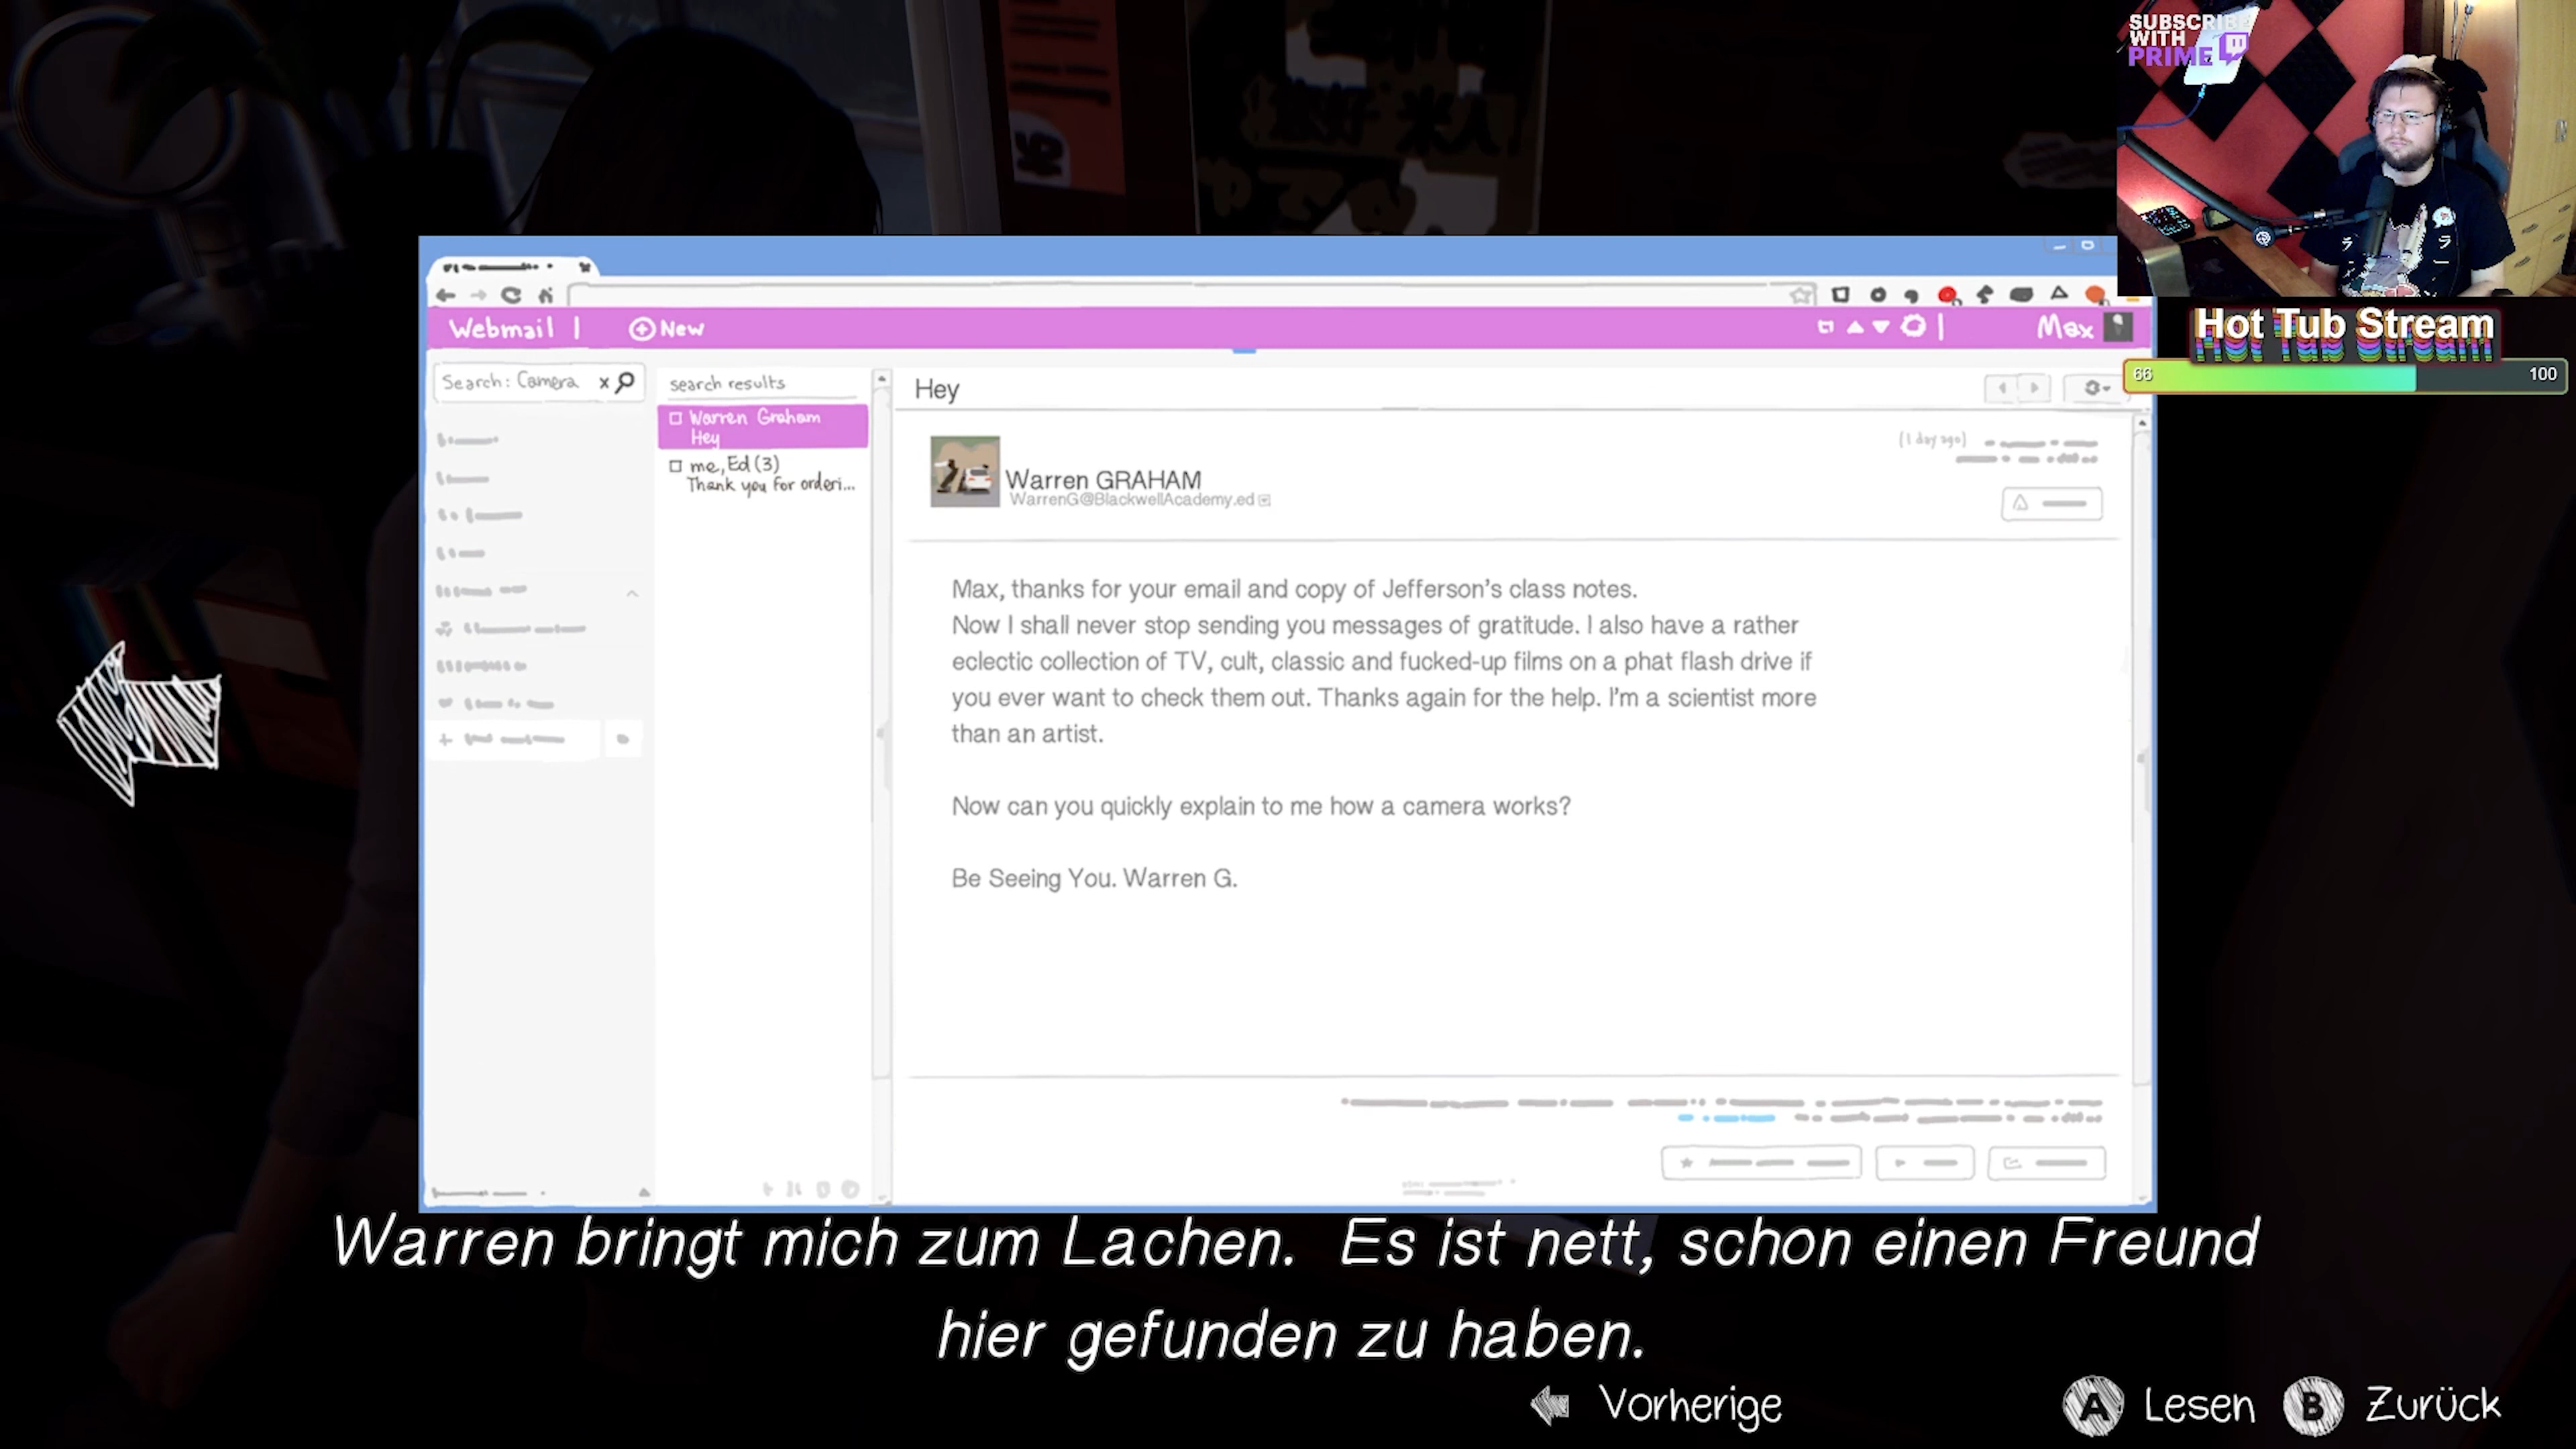 SUBSCRIBE
WITH
PRIME
Hot Tub Stream
66
100
Webmail |
New
Max
Search: Camera x
search results
Warren Graham
Hey
me, Ed (3)
Thank you for orderi...
Hey
(1 day ago)
Warren GRAHAM
WarrenG@BlackwellAcademy.ed
Max, thanks for your email and copy of Jefferson's class notes.
Now I shall never stop sending you messages of gratitude. I also have a rather
eclectic collection of TV, cult, classic and fucked-up films on a phat flash drive if
you ever want to check them out. Thanks again for the help. I'm a scientist more
than an artist.
Now can you quickly explain to me how a camera works?
Be Seeing You. Warren G.
Warren bringt mich zum Lachen. Es ist nett, schon einen Freund
hier gefunden zu haben.
Vorherige
A Lesen
B Zurück